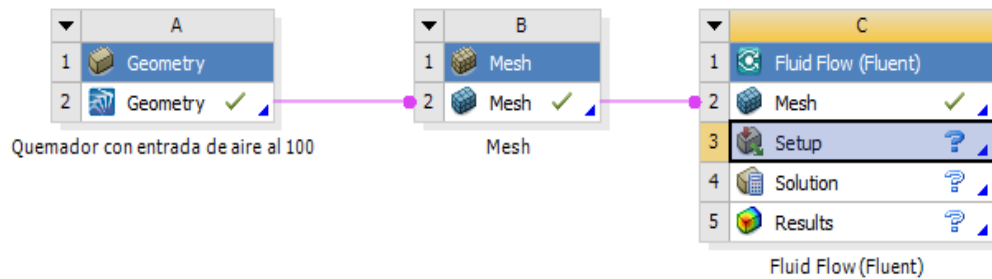 A
1 Geometry
2 Geometry
Quemador con entrada de aire al 100
B
1 Mesh
2 Mesh
Mesh
C
1 Fluid Flow (Fluent)
2 Mesh
3 Setup ?
4 Solution ?
5 Results ?
Fluid Flow (Fluent)